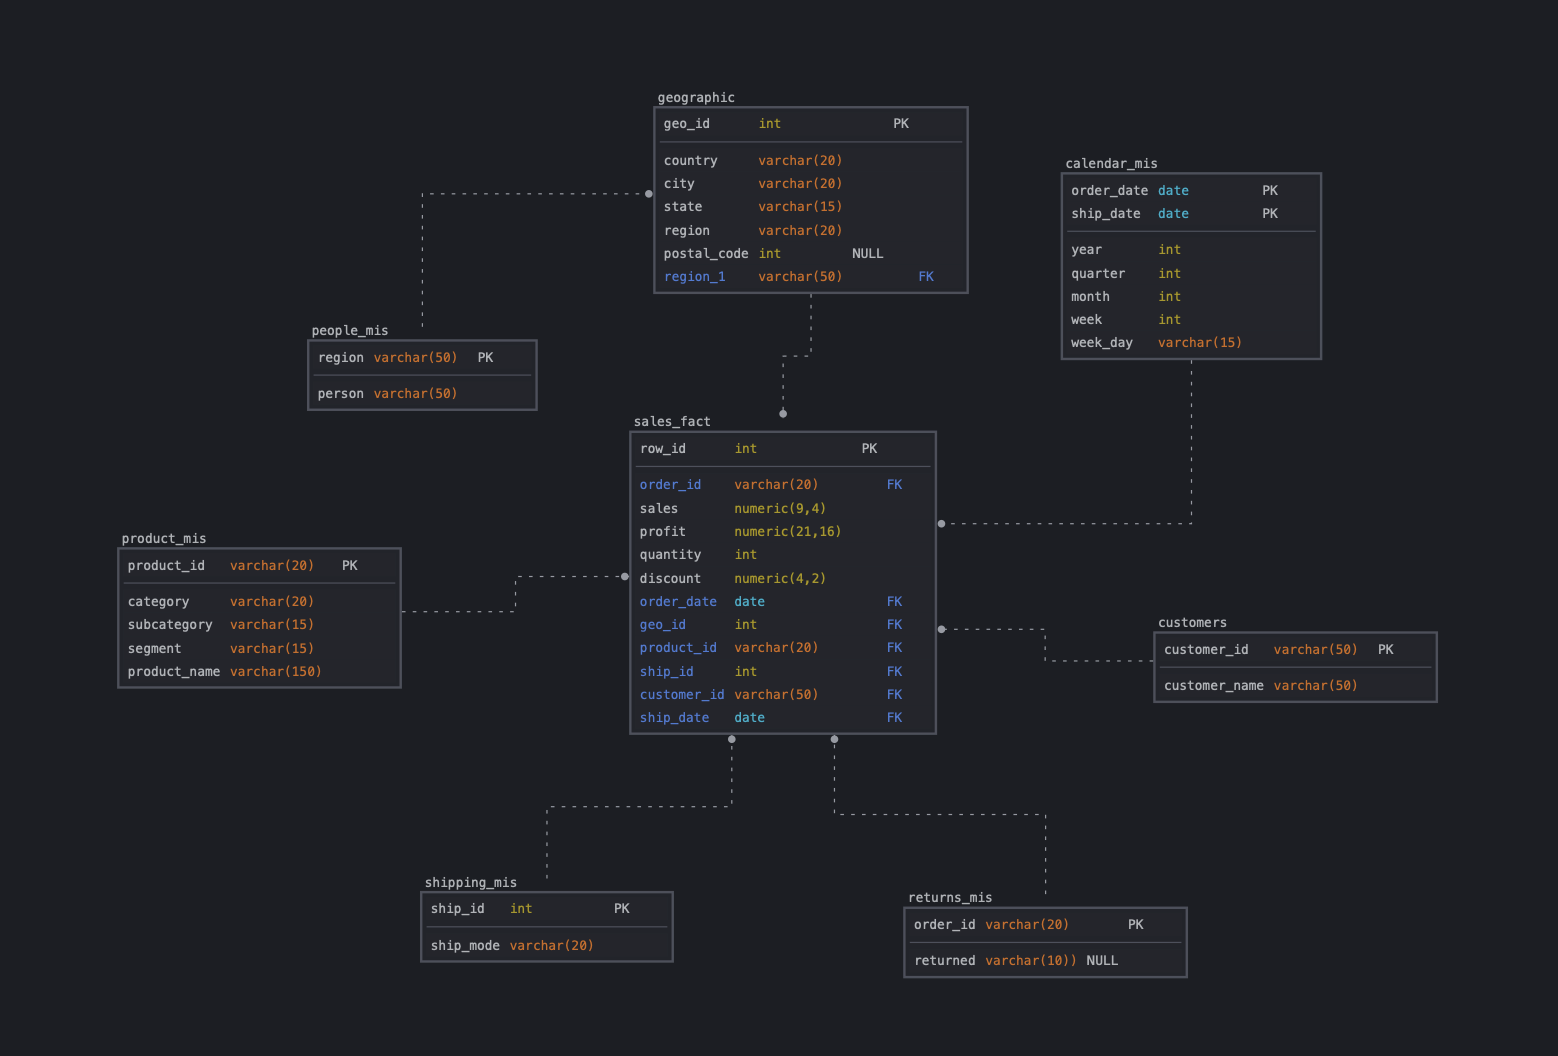 geographic
geo_id int PK
country varchar(20)
city varchar(20)
state varchar(15)
region varchar(20)
postal_code int NULL
region_1 varchar(50) FK
calendar_mis
order_date date PK
ship_date date PK
year int
quarter int
month int
week int
week_day varchar(15)
people_mis
region varchar(50) PK
person varchar(50)
sales_fact
row_id int PK
order_id varchar(20) FK
sales numeric(9,4)
profit numeric(21,16)
quantity int
discount numeric(4,2)
order_date date FK
geo_id int FK
product_id varchar(20) FK
ship_id int FK
customer_id varchar(50) FK
ship_date date FK
product_mis
product_id varchar(20) PK
category varchar(20)
subcategory varchar(15)
segment varchar(15)
product_name varchar(150)
customers
customer_id varchar(50) PK
customer_name varchar(50)
shipping_mis
ship_id int PK
ship_mode varchar(20)
returns_mis
order_id varchar(20) PK
returned varchar(10)) NULL